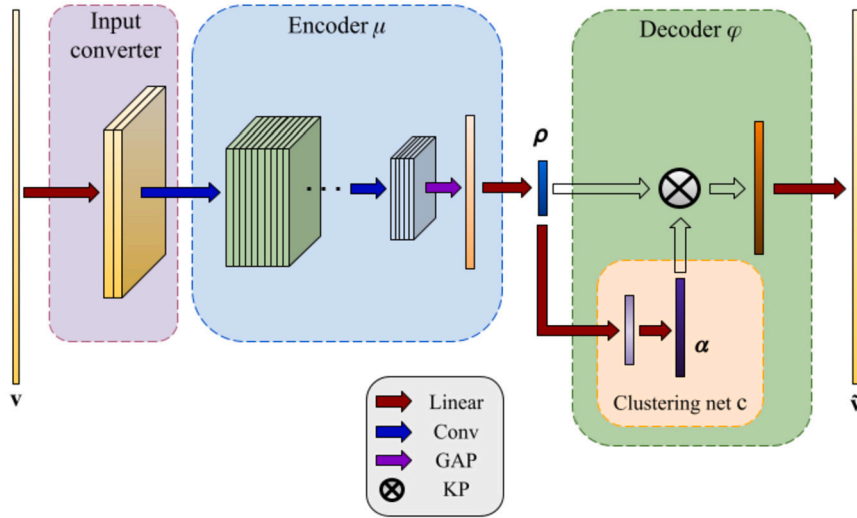 Input
converter
Encoder μ
Decoder φ
ρ
α
Clustering net c
v
v̂
Linear
Conv
GAP
KP